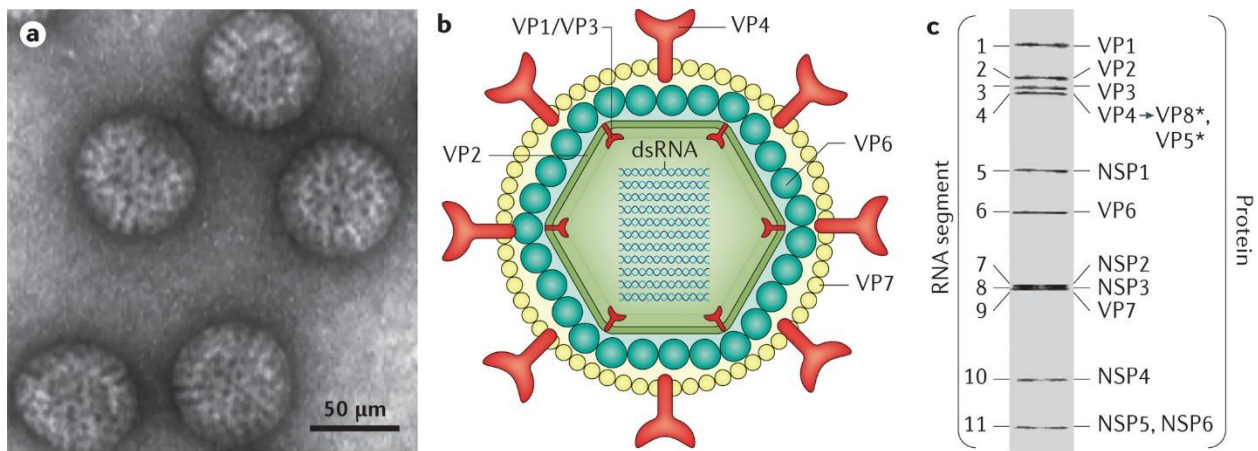 a
50 µm
b
VP1/VP3
VP4
VP2
dsRNA
VP6
VP7
c
RNA segment
1
VP1
2
VP2
3
VP3
4
VP4→VP8*,
VP5*
5
NSP1
6
VP6
7
NSP2
8
NSP3
9
VP7
10
NSP4
11
NSP5, NSP6
Protein